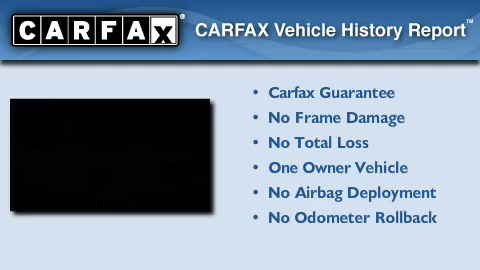 CARFAX® CARFAX Vehicle History Report™
• Carfax Guarantee
• No Frame Damage
• No Total Loss
• One Owner Vehicle
• No Airbag Deployment
• No Odometer Rollback